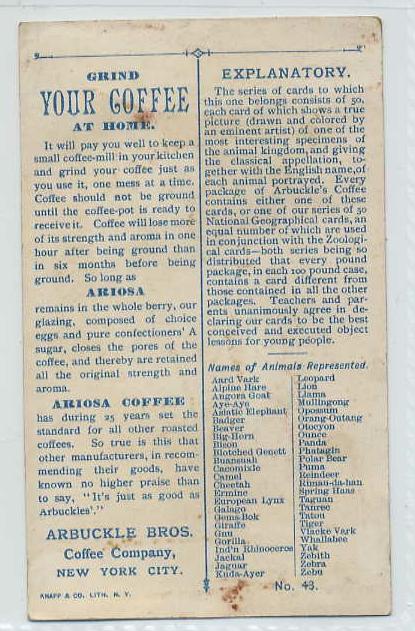 GRIND
YOUR COFFEE
AT HOME.
It will pay you well to keep a
small coffee-mill in your kitchen
and grind your coffee just as
you use it, one mess at a time.
Coffee should not be ground
until the coffee-pot is ready to
receive it. Coffee will lose more
of its strength and aroma in one
hour after being ground than
in six months before being
ground. So long as
ARIOSA
remains in the whole berry, our
glazing, composed of choice
eggs and pure confectioners' A
sugar, closes the pores of the
coffee, and thereby are retained
all the original strength and
aroma.
ARIOSA COFFEE
has during 25 years set the
standard for all other roasted
coffees. So true is this that
other manufacturers, in recom-
mending their goods, have
known no higher praise than
to say, "It's just as good as
Arbuckles'."
ARBUCKLE BROS.
Coffee Company,
NEW YORK CITY.
KNAPP & CO. LITH. N. Y.
EXPLANATORY.
The series of cards to which
this one belongs consists of 50,
each card of which shows a true
picture (drawn and colored by
an eminent artist) of one of the
most interesting specimens of
the animal kingdom, and giving
the classical appellation, to-
gether with the English name, of
each animal portrayed. Every
package of Arbuckle's Coffee
contains either one of these
cards, or one of our series of 50
National Geographical cards, an
equal number of which are used
in conjunction with the Zoologi-
cal cards—both series being so
distributed that every pound
package, in each 100 pound case,
contains a card different from
those contained in all the other
packages. Teachers and par-
ents unanimously agree in de-
claring our cards to be the best
conceived and executed object
lessons for young people.
Names of Animals Represented.
Aard Vark
Alpine Hare
Angora Goat
Aye-Aye
Asiatic Elephant
Badger
Beaver
Big-Horn
Bison
Blotched Genett
Buansuah
Cacomixle
Camel
Cheetah
Ermine
European Lynx
Galago
Gems-Bok
Giraffe
Gnu
Gorilla
Ind'n Rhinoceros
Jackal
Jaguar
Kuda-Ayer
Leopard
Lion
Llama
Mullingong
Opossum
Orang-Outang
Otocyon
Ounce
Panda
Phatagin
Polar Bear
Puma
Reindeer
Rimau-da-han
Spring Haas
Taguan
Tanrec
Tatou
Tiger
Vlacke Vark
Whallabee
Yak
Zebith
Zebra
Zebu
No. 43.